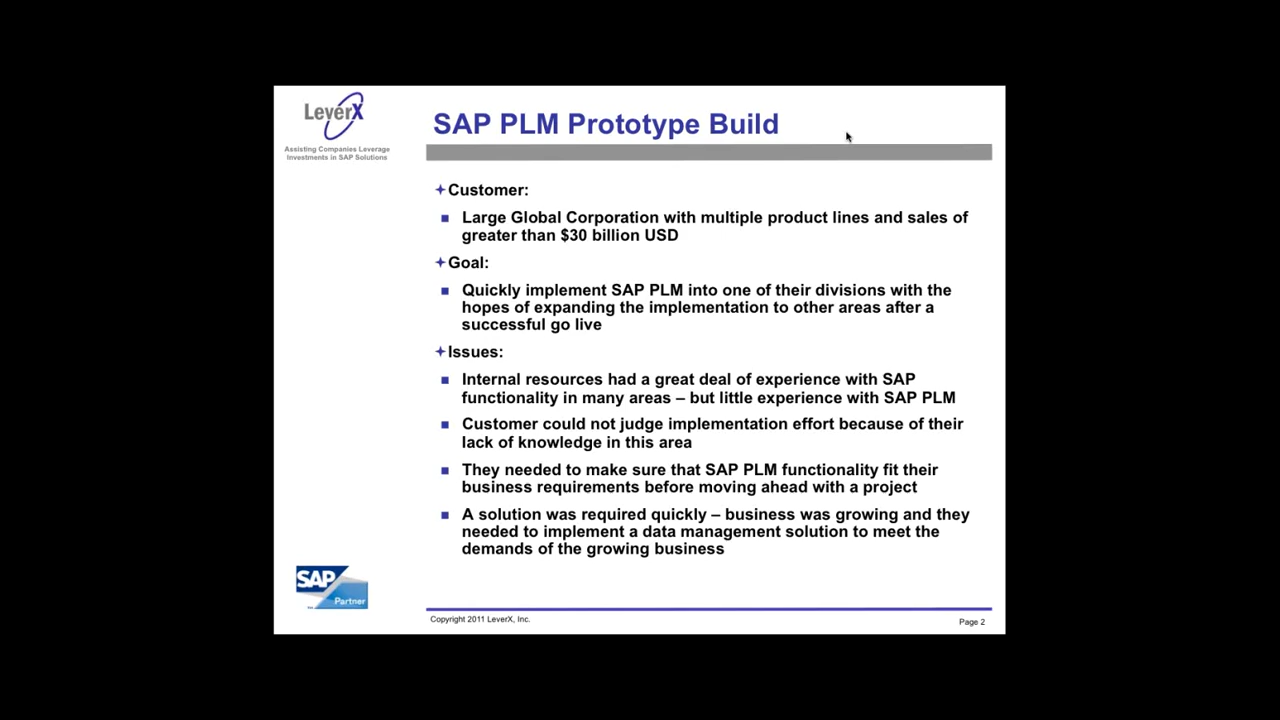 LeverX
Assisting Companies Leverage
Investments in SAP Solutions
SAP PLM Prototype Build
Customer:
Large Global Corporation with multiple product lines and sales of
greater than $30 billion USD
Goal:
Quickly implement SAP PLM into one of their divisions with the
hopes of expanding the implementation to other areas after a
successful go live
Issues:
Internal resources had a great deal of experience with SAP
functionality in many areas – but little experience with SAP PLM
Customer could not judge implementation effort because of their
lack of knowledge in this area
They needed to make sure that SAP PLM functionality fit their
business requirements before moving ahead with a project
A solution was required quickly – business was growing and they
needed to implement a data management solution to meet the
demands of the growing business
SAP
Partner
Copyright 2011 LeverX, Inc.
Page 2